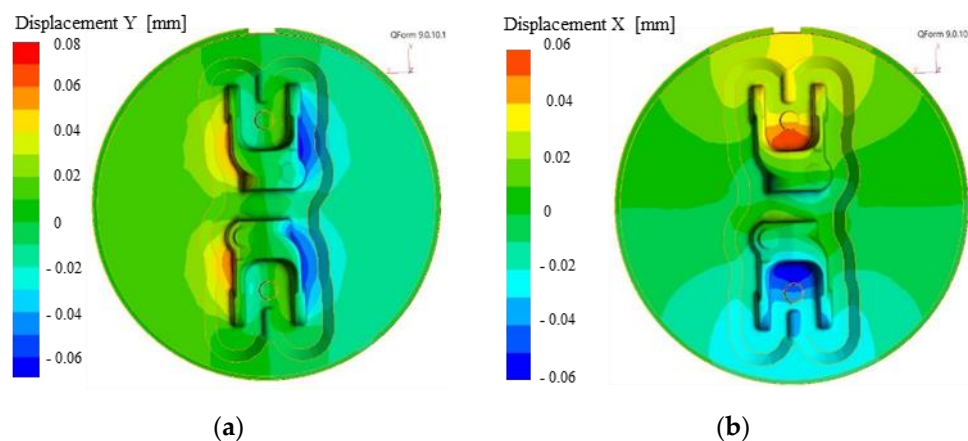 Displacement Y [mm]
0.08
0.06
0.04
0.02
0
- 0.02
- 0.04
- 0.06
QForm 9.0.10.1
(a)
Displacement X [mm]
0.06
0.04
0.02
0
- 0.02
- 0.04
- 0.06
QForm 9.0.10
(b)